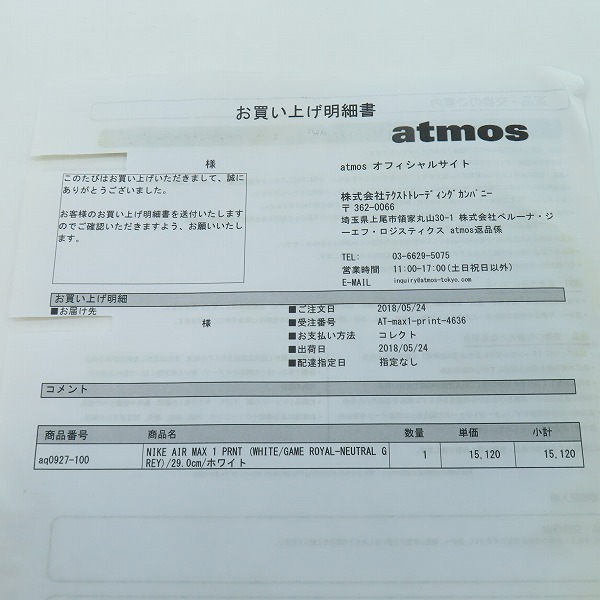 お買い上げ明細書
atmos
様
このたびはお買い上げいただきまして、誠に
ありがとうございました。
お客様のお買い上げ明細書を送付いたします
のでご確認いただきますよう、お願いいたし
ます。
atmos オフィシャルサイト
株式会社テクストトレーディングカンパニー
〒 362-0066
埼玉県上尾市領家丸山30-1 株式会社ベルーナ・ジ
ーエフ・ロジスティクス atmos返品係
TEL: 03-6629-5075
営業時間 11:00-17:00(土日祝日以外)
E-MAIL inquiry@atmos-tokyo.com
お買い上げ明細
■お届け先
様
■ご注文日 2018/05/24
■受注番号 AT-max1-print-4636
■お支払い方法 コレクト
■出荷日 2018/05/24
■配達指定日 指定なし
コメント
商品番号 商品名 数量 単価 小計
aq0927-100 NIKE AIR MAX 1 PRNT (WHITE/GAME ROYAL-NEUTRAL G 1 15,120 15,120
REY)/29.0cm/ホワイト